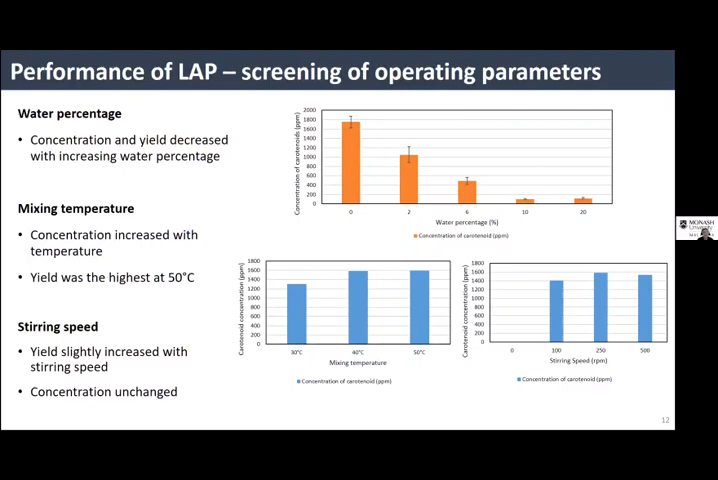 Performance of LAP – screening of operating parameters
Water percentage
• Concentration and yield decreased
with increasing water percentage
Mixing temperature
• Concentration increased with
temperature
• Yield was the highest at 50°C
Stirring speed
• Yield slightly increased with
stirring speed
• Concentration unchanged
Concentration of carotenoids (ppm)
2000
1800
1600
1400
1200
1000
800
600
400
200
0
0 2 6 10 20
Water percentage (%)
Concentration of carotenoid (ppm)
Carotenoid concentration (ppm)
1800
1600
1400
1200
1000
800
600
400
200
0
30°C 40°C 50°C
Mixing temperature
Concentration of carotenoid (ppm)
Carotenoid concentration (ppm)
1800
1600
1400
1200
1000
800
600
400
200
0
0 100 250 500
Stirring Speed (rpm)
Concentration of carotenoid (ppm)
MONASH
University
12